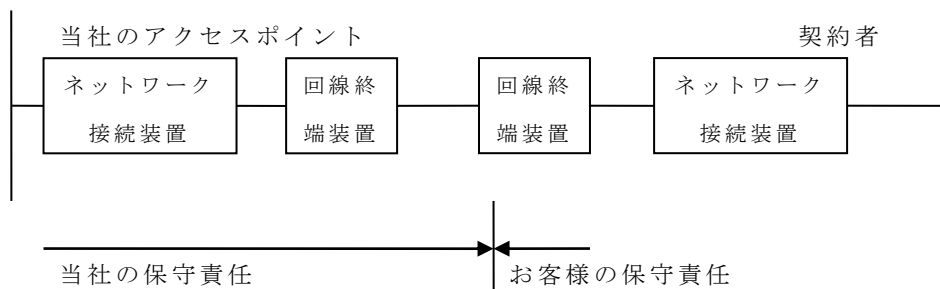 当社のアクセスポイント
契約者
ネットワーク
接続装置
回線終
端装置
回線終
端装置
ネットワーク
接続装置
当社の保守責任
お客様の保守責任